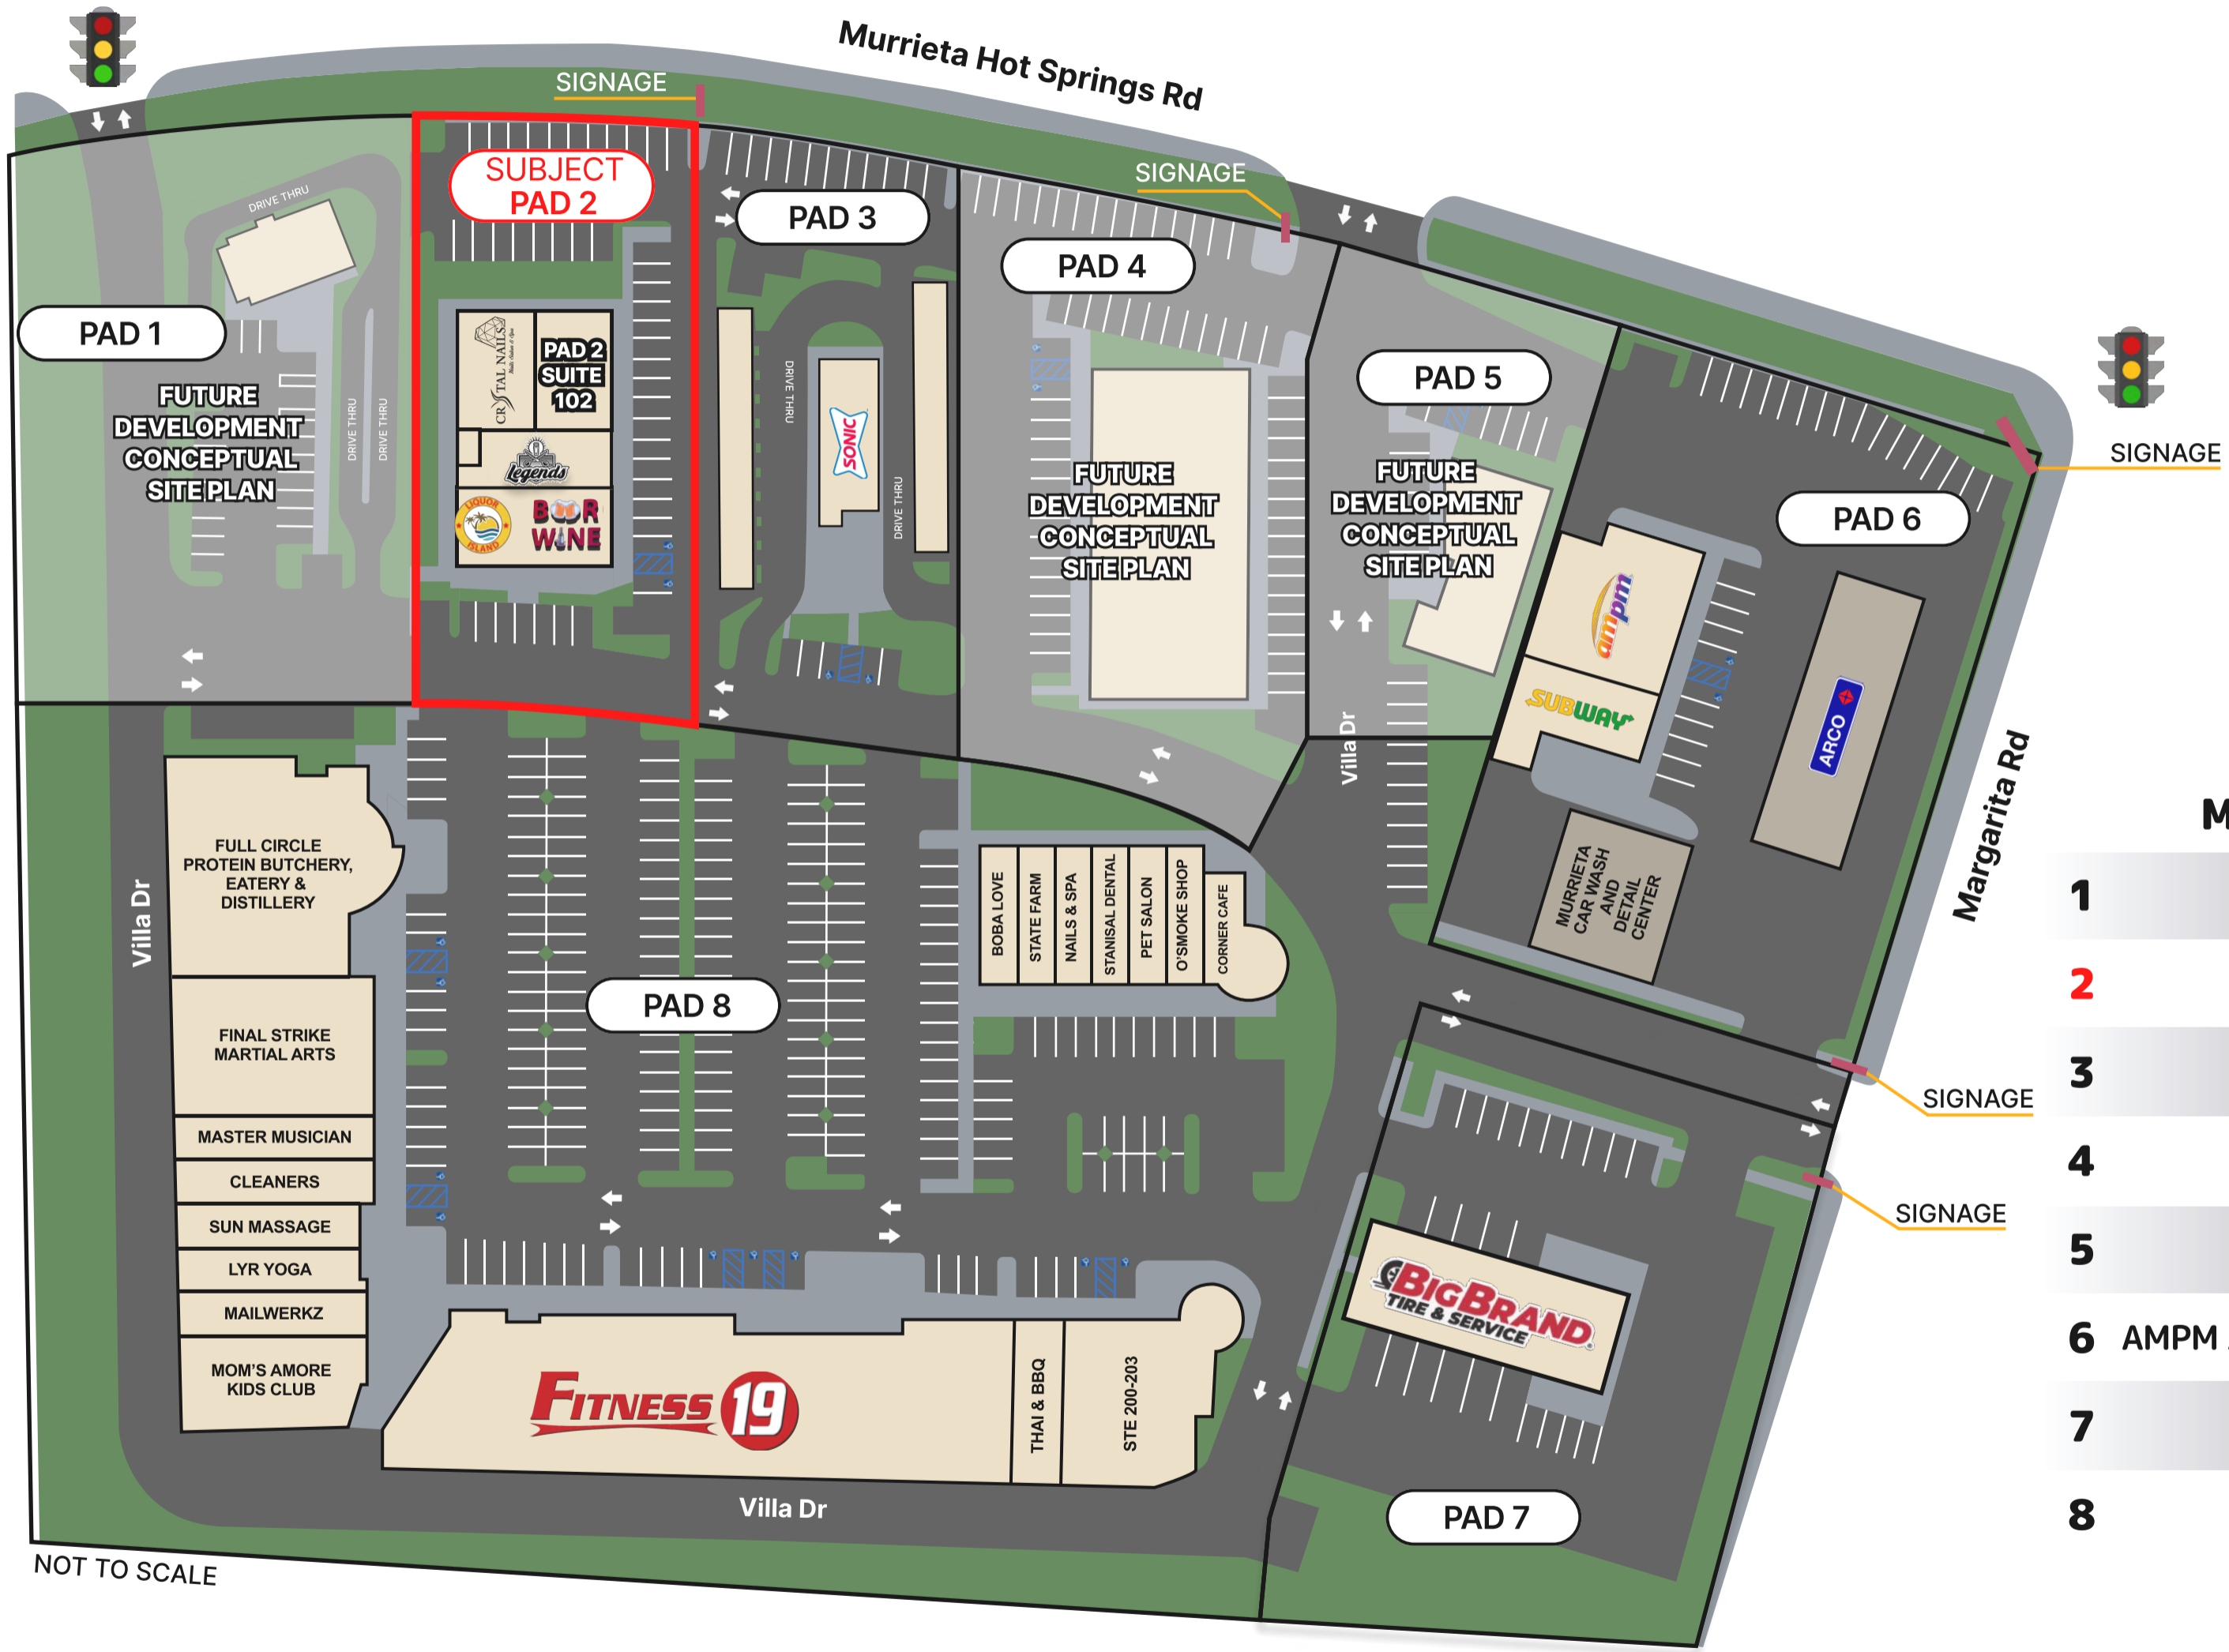 Murrieta Hot Springs Rd
SIGNAGE
SIGNAGE
SUBJECT
PAD 2
PAD 3
PAD 4
DRIVE THRU
PAD 1
FUTURE
DEVELOPMENT
CONCEPTUAL
SITE PLAN
DRIVE THRU
DRIVE THRU
CRYSTAL NAILS
PAD 2
SUITE
102
Legends
LIQUOR
ISLAND
BEER
WINE
DRIVE THRU
SONIC
DRIVE THRU
FUTURE
DEVELOPMENT
CONCEPTUAL
SITE PLAN
PAD 5
FUTURE
DEVELOPMENT
CONCEPTUAL
SITE PLAN
Villa Dr
PAD 6
SIGNAGE
ampm
SUBWAY
ARCO
MURRIETA
CAR WASH
AND
DETAIL
CENTER
Margarita Rd
FULL CIRCLE
PROTEIN BUTCHERY,
EATERY &
DISTILLERY
Villa Dr
FINAL STRIKE
MARTIAL ARTS
MASTER MUSICIAN
CLEANERS
SUN MASSAGE
LYR YOGA
MAILWERKZ
MOM'S AMORE
KIDS CLUB
PAD 8
BOBA LOVE
STATE FARM
NAILS & SPA
STANISAL DENTAL
PET SALON
O'SMOKE SHOP
CORNER CAFE
SIGNAGE
SIGNAGE
FITNESS 19
THAI & BBQ
STE 200-203
BIG BRAND
TIRE & SERVICE
PAD 7
Villa Dr
NOT TO SCALE
M
1
2
3
4
5
6 AMPM
7
8